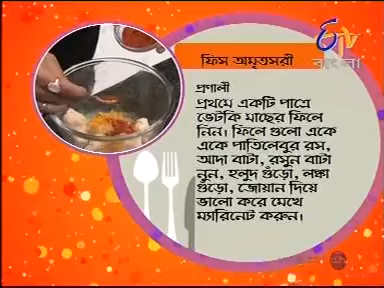 ফিস অমৃতসরী
ETV
বাংলা
প্রণালী
প্রথমে একটি পাত্রে
ভেটকি মাছের ফিলে
নিন। ফিলে গুলো একে
একে পাতিলেবুর রস,
আদা বাটা, রসুন বাটা
নুন, হলুদ গুঁড়ো, লঙ্কা
গুঁড়ো, জোয়ান দিয়ে
ভালো করে মেখে
ম্যারিনেট করুন।